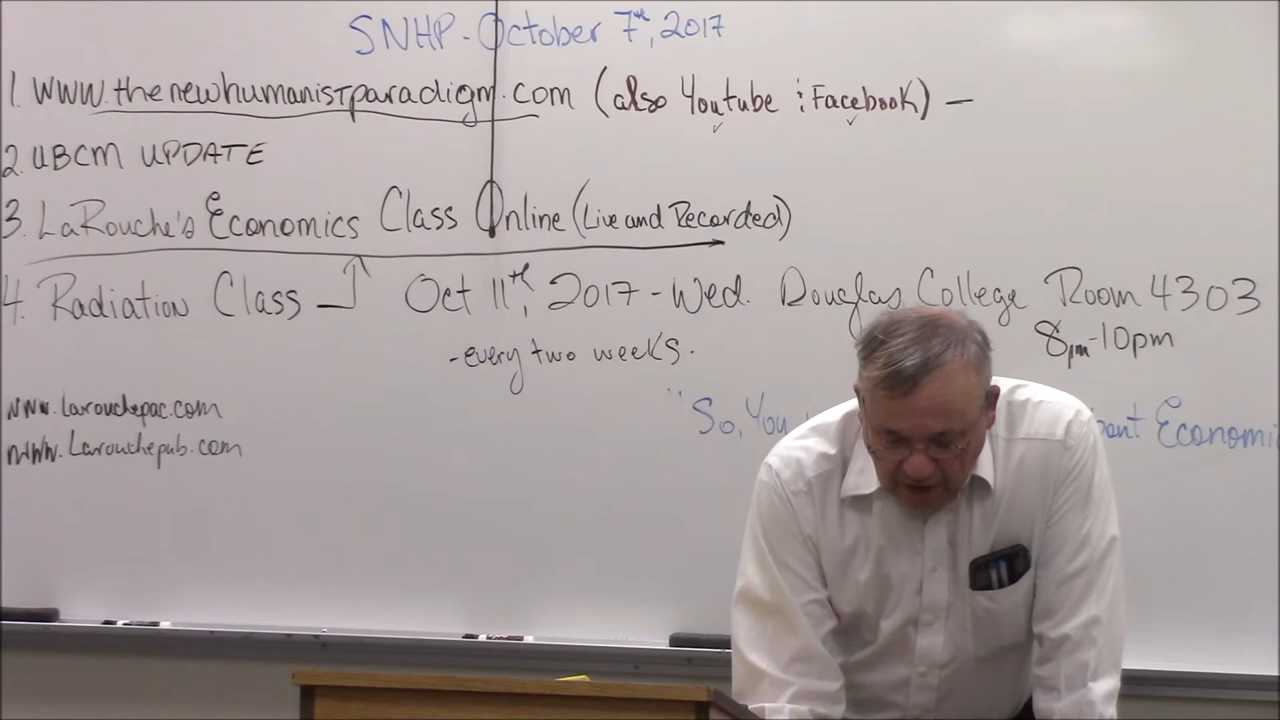 SNHP - October 7th, 2017
1. www.thenewhumanistparadigm.com (also Youtube & Facebook) —
2. UBCM UPDATE
3. LaRouche's Economics Class Online (Live and Recorded)
4. Radiation Class — Oct 11th, 2017 - Wed. Douglas College Room 4303
8pm-10pm
- every two weeks.
www.Larouchepac.com
www.Larouchepub.com
"So, You Economi